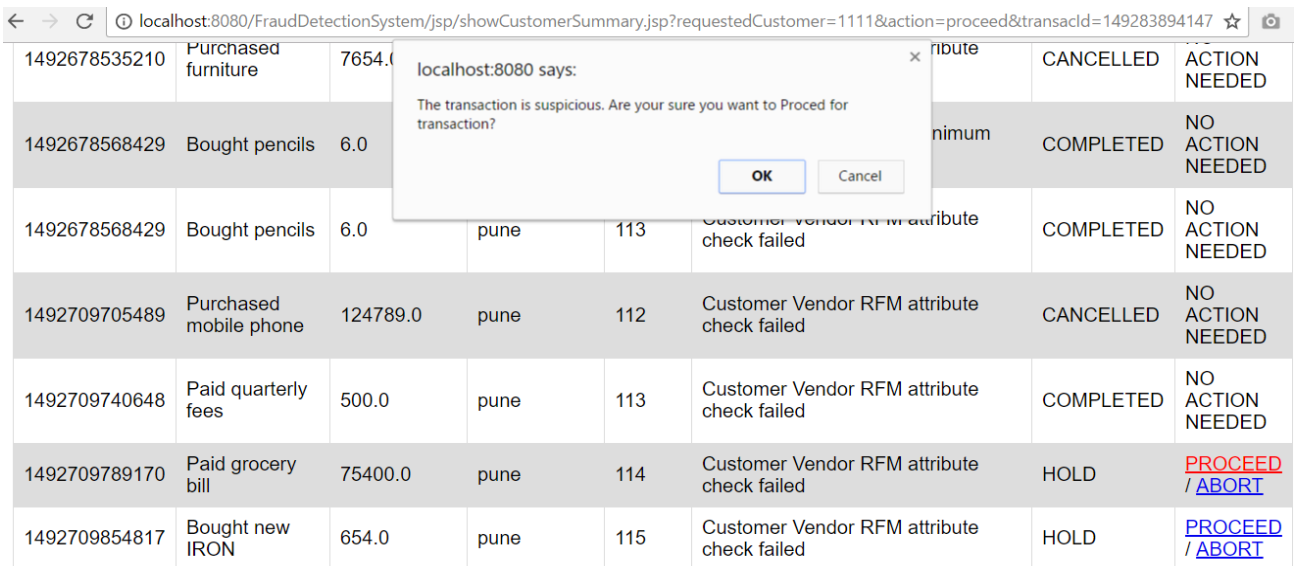 localhost:8080/FraudDetectionSystem/jsp/showCustomerSummary.jsp?requestedCustomer=1111&action=proceed&transacId=149283894147
1492678535210 Purchased furniture 7654.0 CANCELLED ACTION NEEDED
localhost:8080 says:
The transaction is suspicious. Are your sure you want to Proced for
transaction?
OK Cancel
1492678568429 Bought pencils 6.0 COMPLETED NO ACTION NEEDED
1492678568429 Bought pencils 6.0 pune 113 Customer Vendor RFM attribute check failed COMPLETED NO ACTION NEEDED
1492709705489 Purchased mobile phone 124789.0 pune 112 Customer Vendor RFM attribute check failed CANCELLED NO ACTION NEEDED
1492709740648 Paid quarterly fees 500.0 pune 113 Customer Vendor RFM attribute check failed COMPLETED NO ACTION NEEDED
1492709789170 Paid grocery bill 75400.0 pune 114 Customer Vendor RFM attribute check failed HOLD PROCEED / ABORT
1492709854817 Bought new IRON 654.0 pune 115 Customer Vendor RFM attribute check failed HOLD PROCEED / ABORT